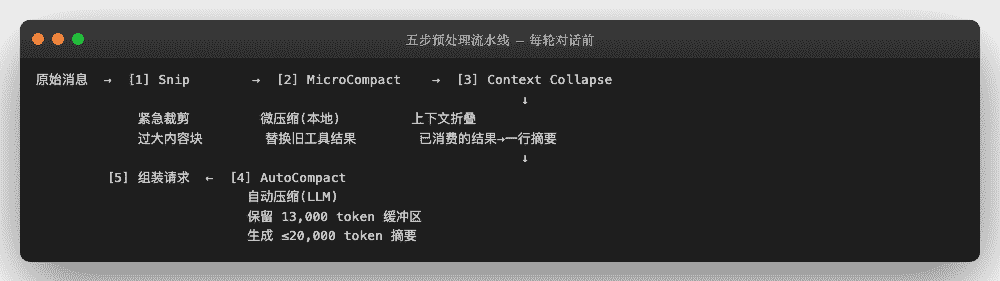 五步预处理流水线 — 每轮对话前
原始消息 → [1] Snip → [2] MicroCompact → [3] Context Collapse
↓
紧急裁剪 微压缩(本地) 上下文折叠
过大内容块 替换旧工具结果 已消费的结果→一行摘要
↓
[5] 组装请求 ← [4] AutoCompact
自动压缩(LLM)
保留 13,000 token 缓冲区
生成 ≤20,000 token 摘要